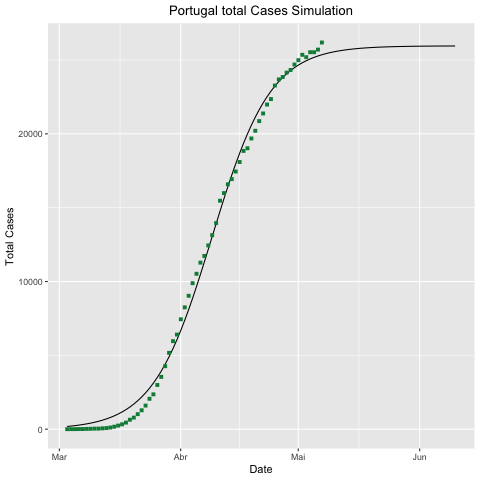 Portugal total Cases Simulation
Total Cases
20000
10000
0
Mar
Abr
Mai
Jun
Date